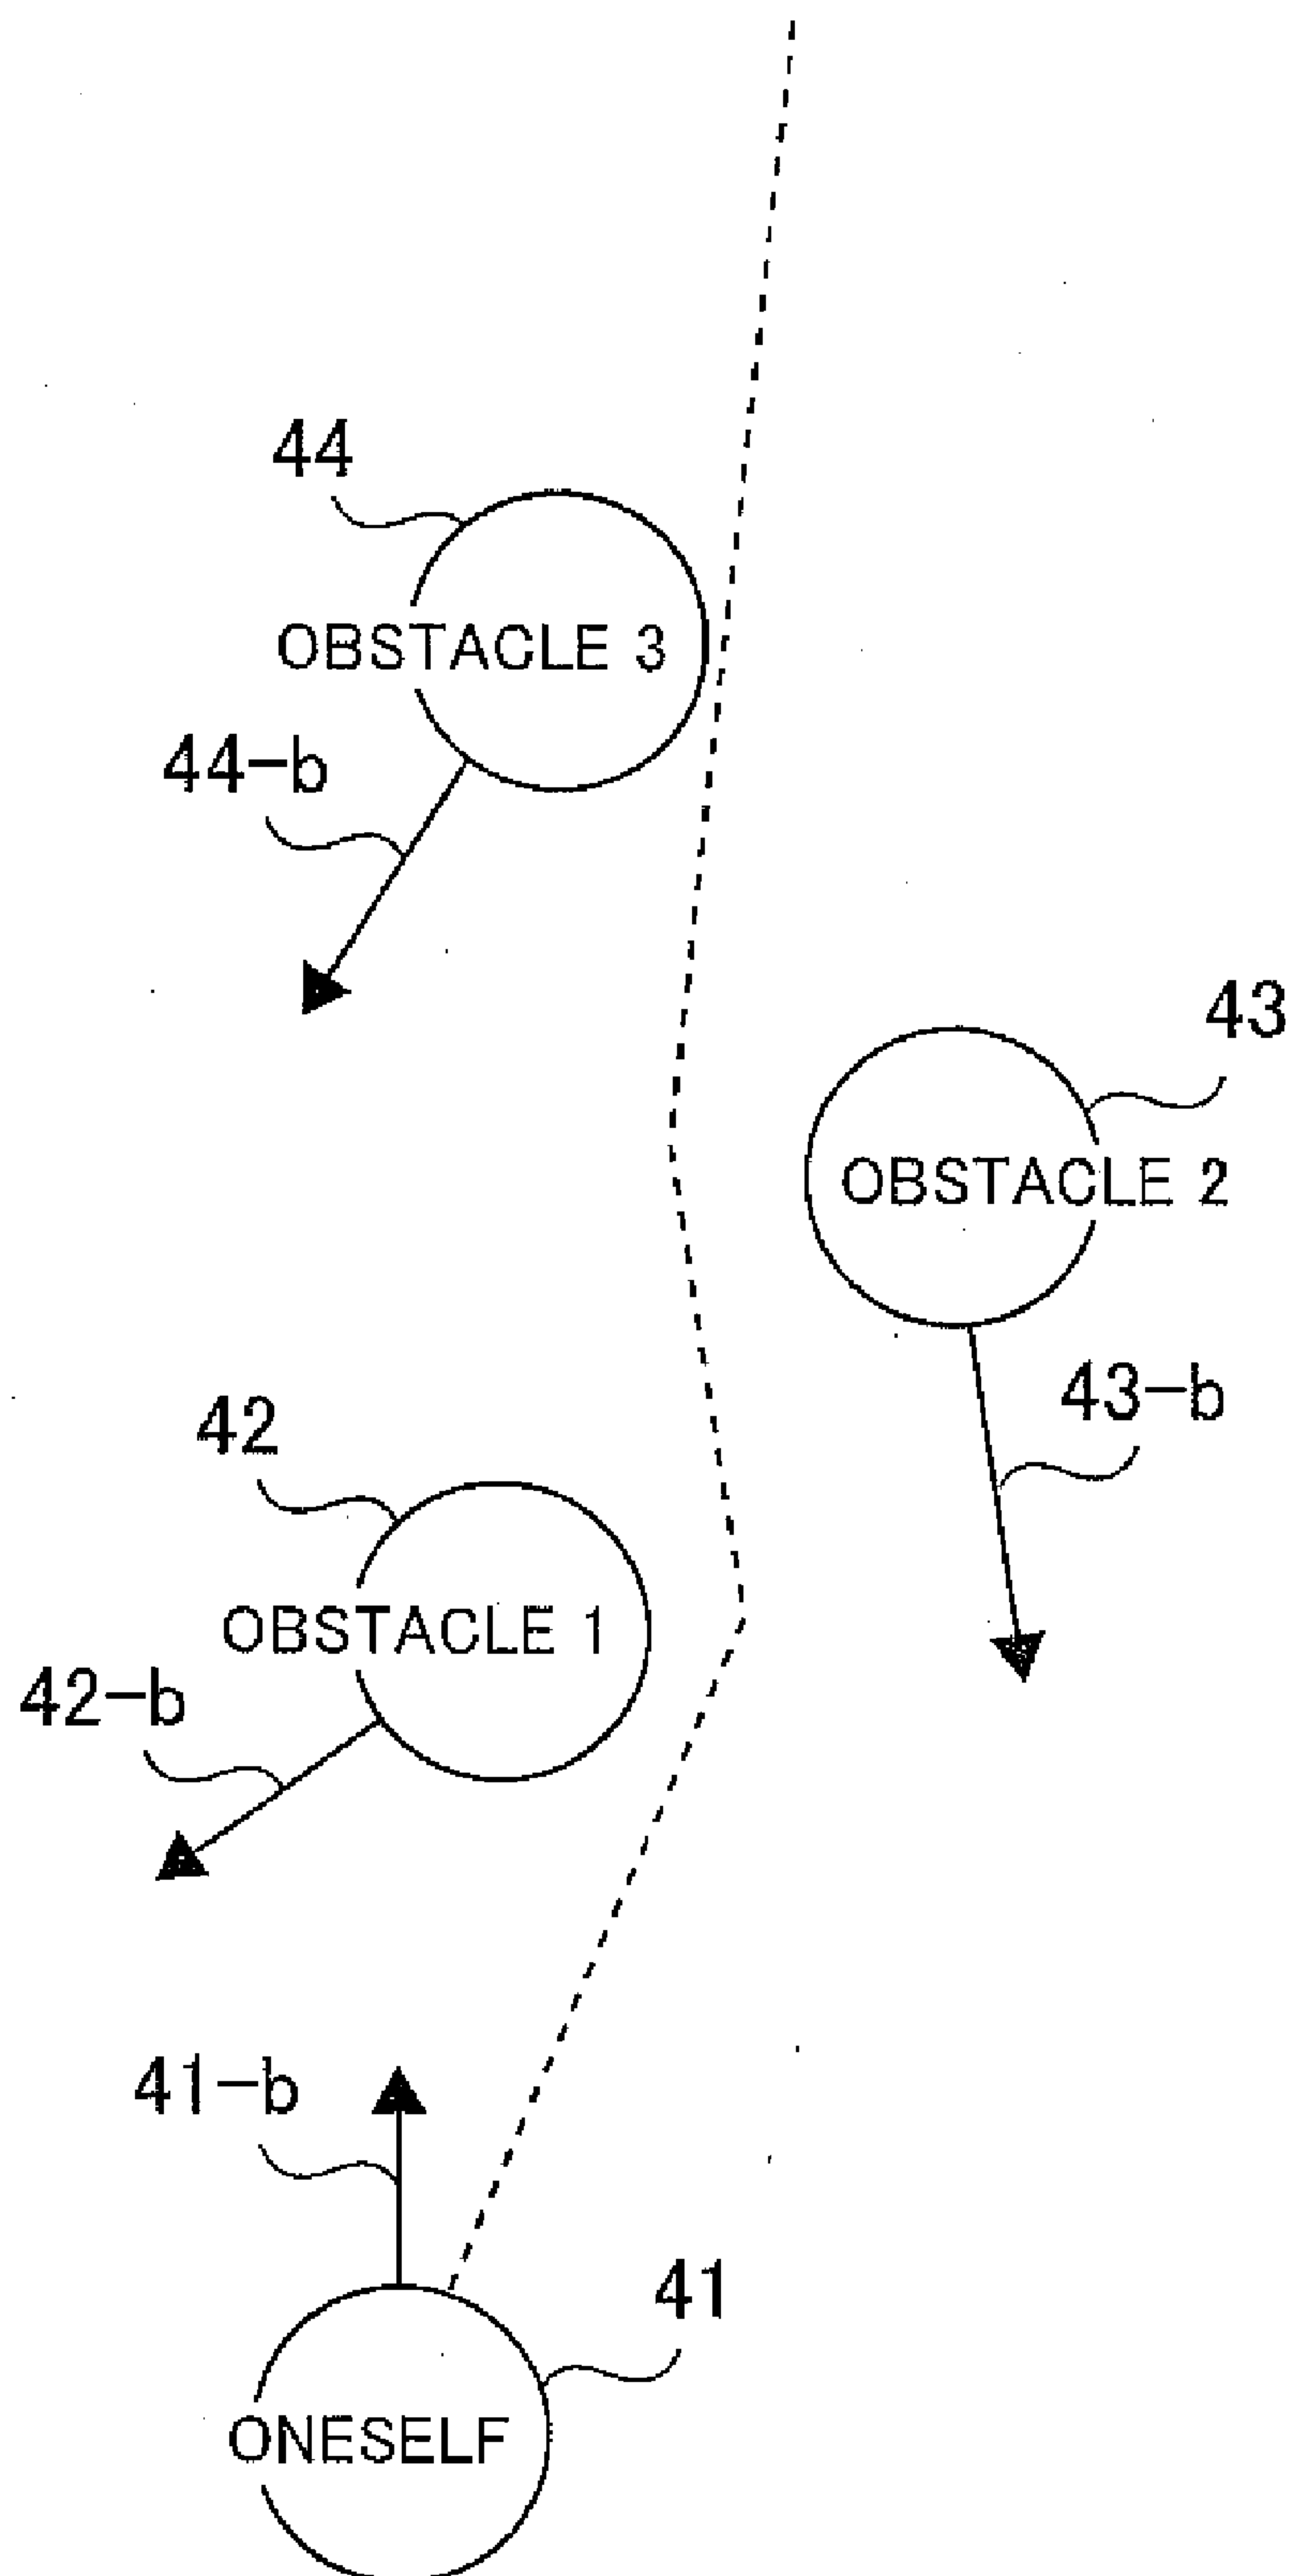 44
OBSTACLE 3
44-b
43
OBSTACLE 2
43-b
42
OBSTACLE 1
42-b
41-b
41
ONESELF